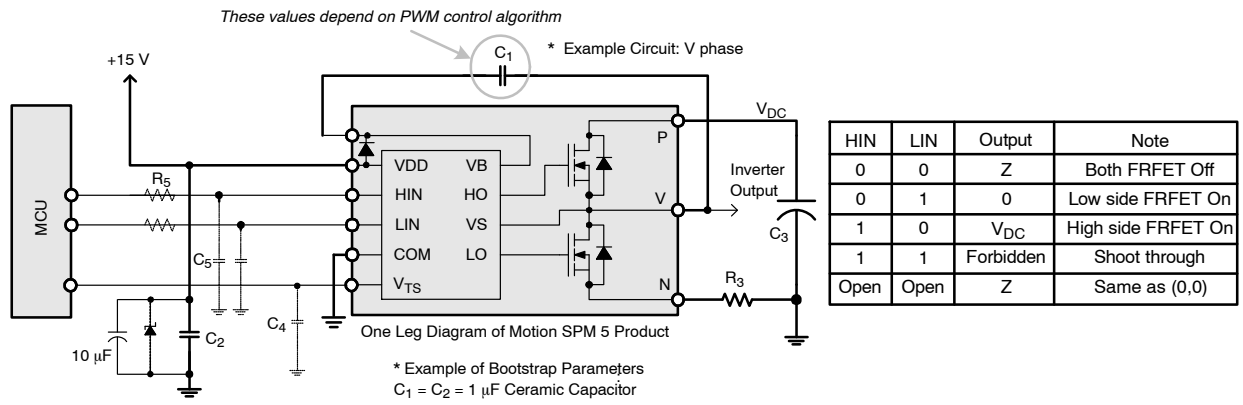 These values depend on PWM control algorithm
C1
* Example Circuit: V phase
+15 V
MCU
R5
C5
C4
10 µF
C2
VDD VB
HIN HO
LIN VS
COM LO
VTS
P
V
N
VDC
Inverter
Output
C3
R3
One Leg Diagram of Motion SPM 5 Product
* Example of Bootstrap Parameters
C1 = C2 = 1 µF Ceramic Capacitor
HIN LIN Output Note
0 0 Z Both FRFET Off
0 1 0 Low side FRFET On
1 0 VDC High side FRFET On
1 1 Forbidden Shoot through
Open Open Z Same as (0,0)